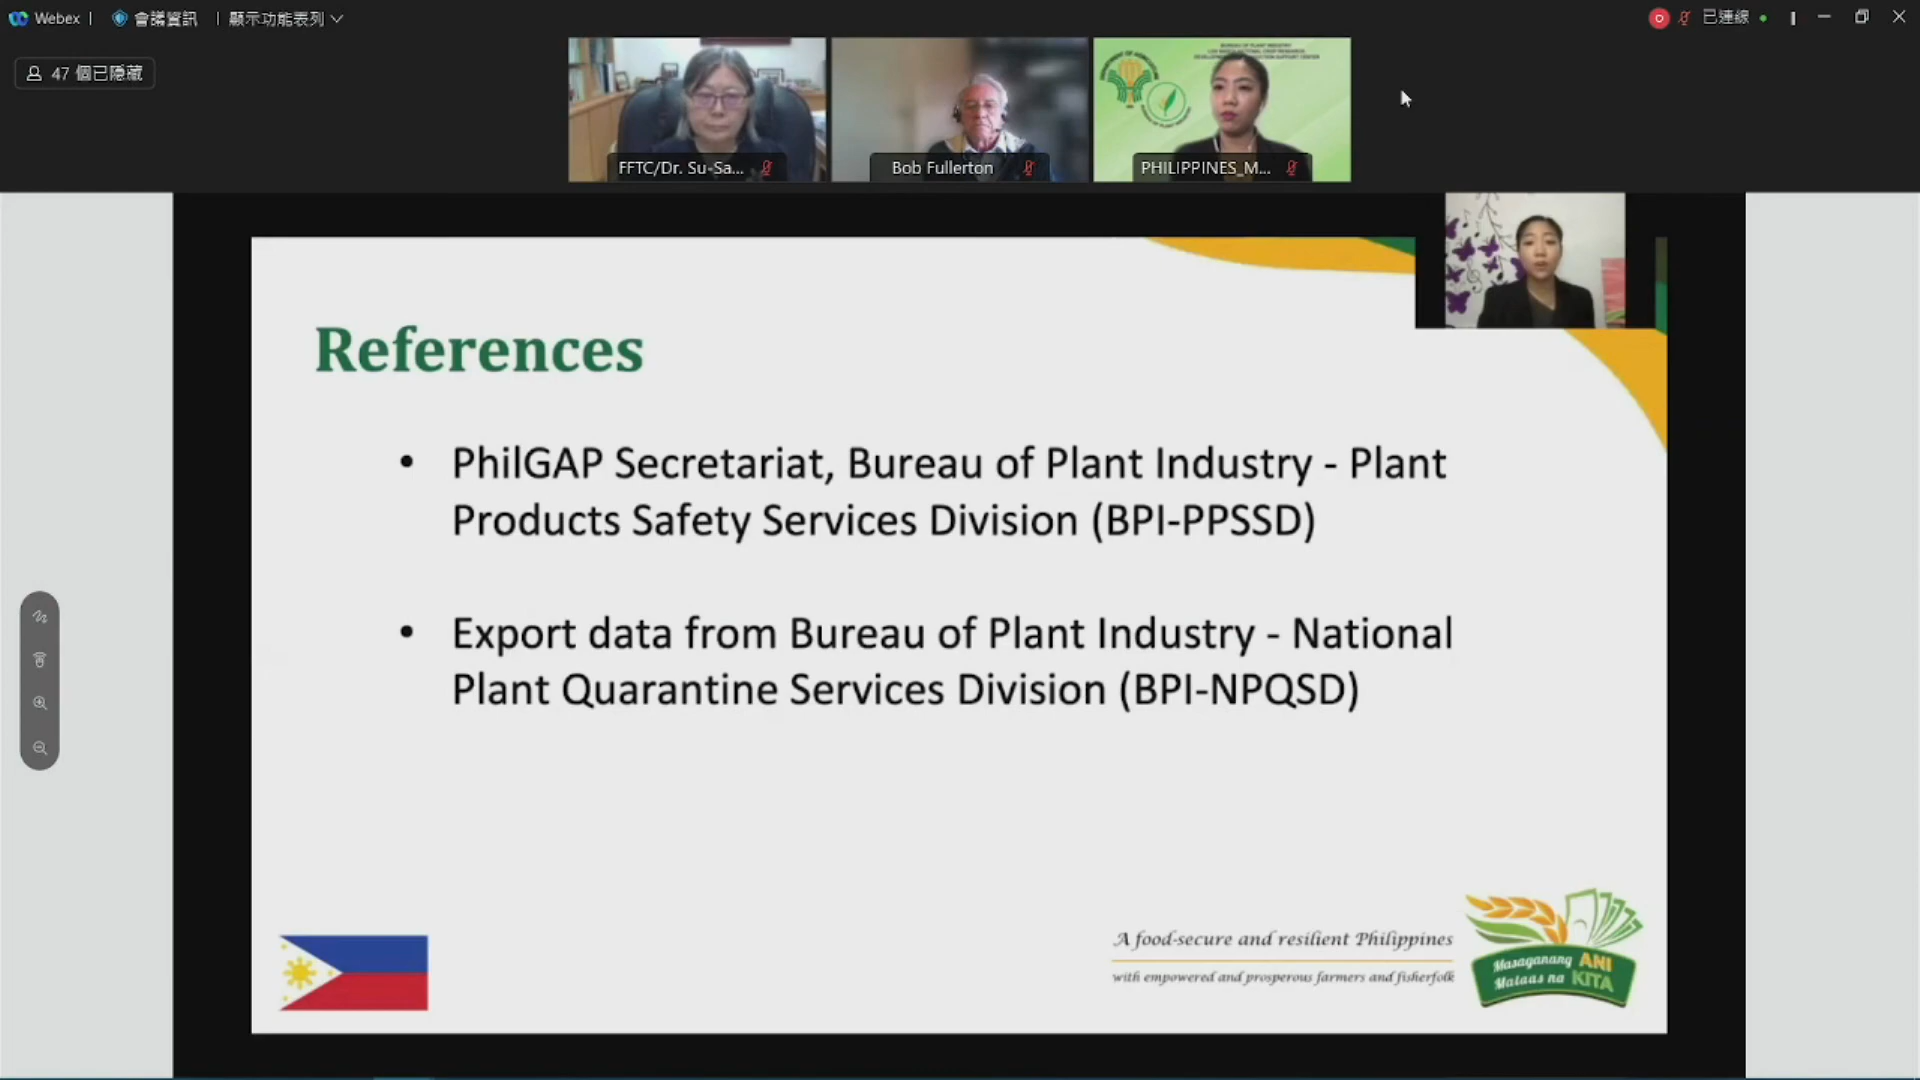 Webex
會議資訊
顯示功能表列
已連線
47 個已隱藏
FFTC/Dr. Su-Sa...
Bob Fullerton
PHILIPPINES_M...
References
• PhilGAP Secretariat, Bureau of Plant Industry - Plant
Products Safety Services Division (BPI-PPSSD)
• Export data from Bureau of Plant Industry - National
Plant Quarantine Services Division (BPI-NPQSD)
A food-secure and resilient Philippines
with empowered and prosperous farmers and fisherfolk
Masaganang ANI
Mataas na KITA